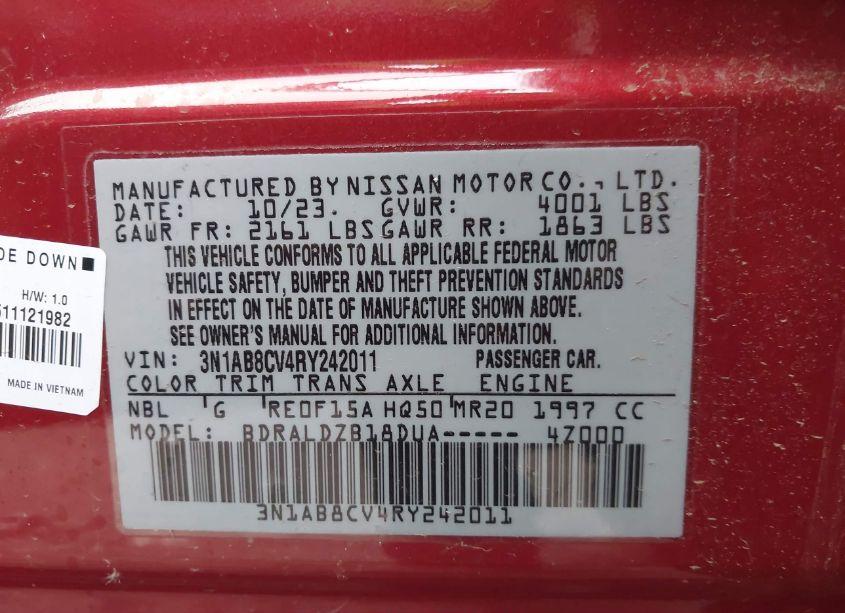 DE DOWN■
H/W: 1.0
511121982
MADE IN VIETNAM
MANUFACTURED BY NISSAN MOTOR CO., LTD.
DATE: 10/23. GVWR: 4001 LBS
GAWR FR: 2161 LBS GAWR RR: 1863 LBS
THIS VEHICLE CONFORMS TO ALL APPLICABLE FEDERAL MOTOR
VEHICLE SAFETY, BUMPER AND THEFT PREVENTION STANDARDS
IN EFFECT ON THE DATE OF MANUFACTURE SHOWN ABOVE.
SEE OWNER'S MANUAL FOR ADDITIONAL INFORMATION.
VIN: 3N1AB8CV4RY242011 PASSENGER CAR.
COLOR TRIM TRANS AXLE ENGINE
NBL G RE0F15A HQ50 MR20 1997 CC
MODEL: BDRALDZB18DUA----- 4Z000
3N1AB8CV4RY242011